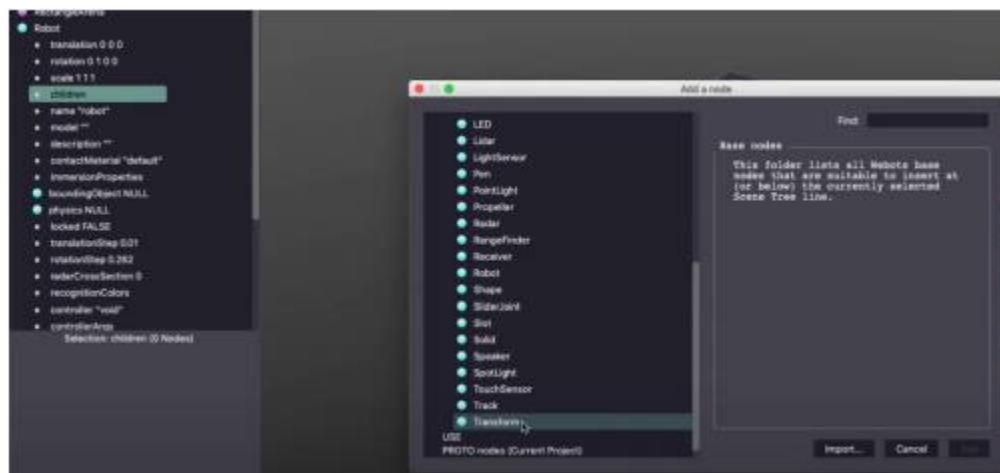 RectangleArena
Robot
translation 0 0 0
rotation 0 1 0 0
scale 1 1 1
children
name "robot"
model ""
description ""
contactMaterial "default"
immersionProperties
boundingObject NULL
physics NULL
locked FALSE
translationStep 0.01
rotationStep 0.262
radarCrossSection 0
recognitionColors
controller "void"
controllerArgs
Selection: children (0 Nodes)
Add a node
LED
Lidar
LightSensor
Pen
PointLight
Propeller
Radar
RangeFinder
Receiver
Robot
Shape
SliderJoint
Slot
Solid
Speaker
SpotLight
TouchSensor
Track
Transform
USE
PROTO nodes (Current Project)
Find:
Base nodes
This folder lists all Webots base
nodes that are suitable to insert at
(or below) the currently selected
Scene Tree line.
Import...
Cancel